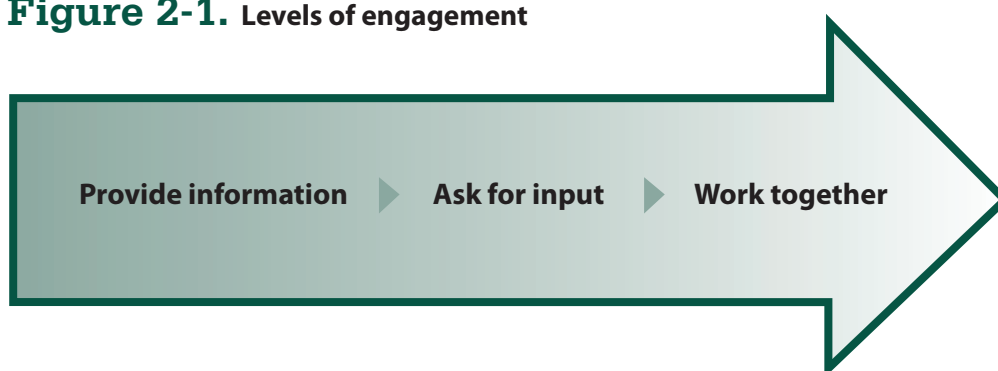 Figure 2-1. Levels of engagement
Provide information Ask for input Work together